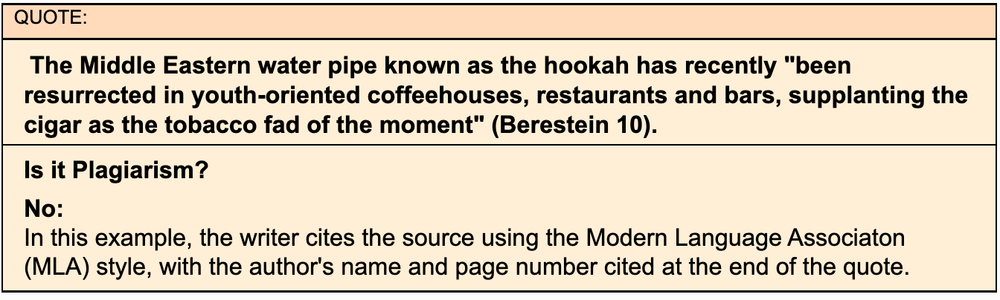 QUOTE:
The Middle Eastern water pipe known as the hookah has recently "been
resurrected in youth-oriented coffeehouses, restaurants and bars, supplanting the
cigar as the tobacco fad of the moment" (Berestein 10).
Is it Plagiarism?
No:
In this example, the writer cites the source using the Modern Language Associaton
(MLA) style, with the author's name and page number cited at the end of the quote.